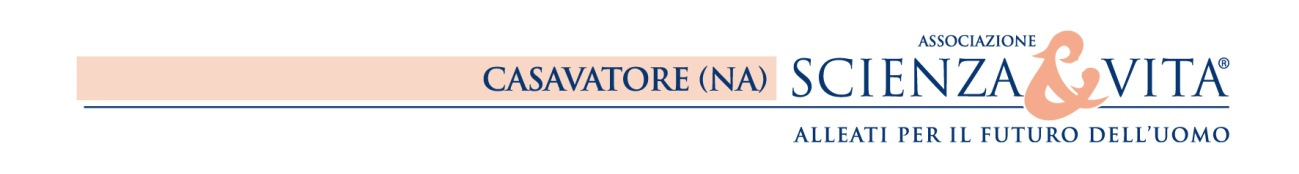 ASSOCIAZIONE
CASAVATORE (NA) SCIENZA & VITA®
ALLEATI PER IL FUTURO DELL'UOMO